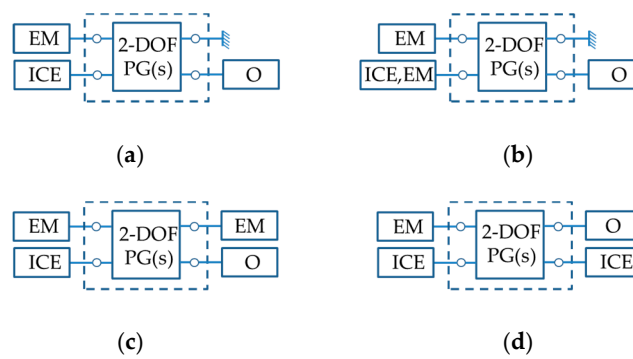 EM
2-DOF
PG(s)
ICE
O
(a)
EM
2-DOF
PG(s)
ICE,EM
O
(b)
EM
2-DOF
PG(s)
EM
ICE
O
(c)
EM
2-DOF
PG(s)
O
ICE
ICE
(d)